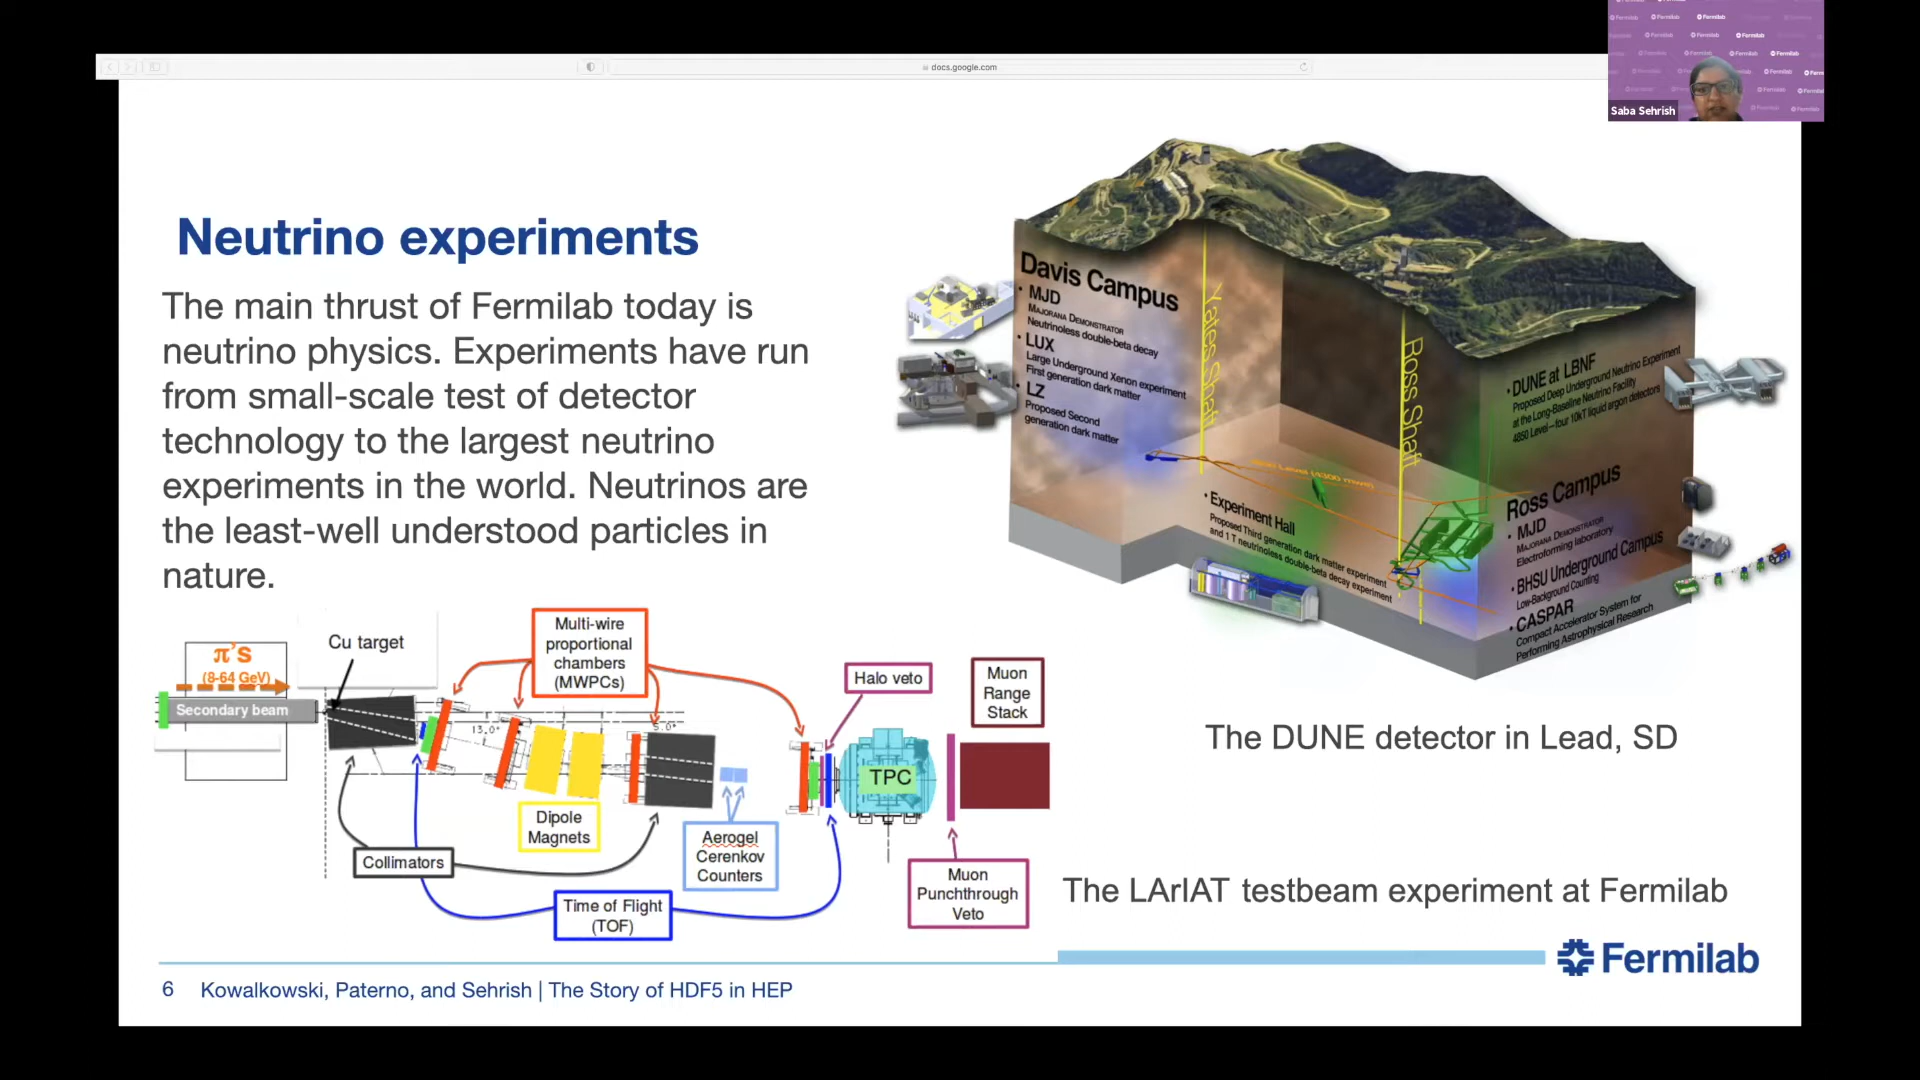 docs.google.com
Fermilab
Saba Sehrish
Neutrino experiments
The main thrust of Fermilab today is
neutrino physics. Experiments have run
from small-scale test of detector
technology to the largest neutrino
experiments in the world. Neutrinos are
the least-well understood particles in
nature.
Davis Campus
• MJD
MAJORANA DEMONSTRATOR
Neutrinoless double-beta decay
• LUX
Large Underground Xenon experiment
First generation dark matter
• LZ
Proposed Second
generation dark matter
Yates Shaft
Ross Shaft
• DUNE at LBNF
Proposed Deep Underground Neutrino Experiment
at the Long-Baseline Neutrino Facility
4850 Level—four 10kT liquid argon detectors
• Experiment Hall
Proposed Third generation dark matter experiment
and 1 T neutrinoless double-beta decay experiment
Ross Campus
• MJD
MAJORANA DEMONSTRATOR
Electroforming laboratory
• BHSU Underground Campus
Low-Background Counting
• CASPAR
Compact Accelerator System for
Performing Astrophysical Research
The DUNE detector in Lead, SD
π's
(8-64 GeV)
Secondary beam
Cu target
Multi-wire
proportional
chambers
(MWPCs)
13.0°
5.0°
Halo veto
Muon
Range
Stack
TPC
Dipole
Magnets
Collimators
Aerogel
Cerenkov
Counters
Time of Flight
(TOF)
Muon
Punchthrough
Veto
The LArIAT testbeam experiment at Fermilab
Fermilab
6 Kowalkowski, Paterno, and Sehrish | The Story of HDF5 in HEP